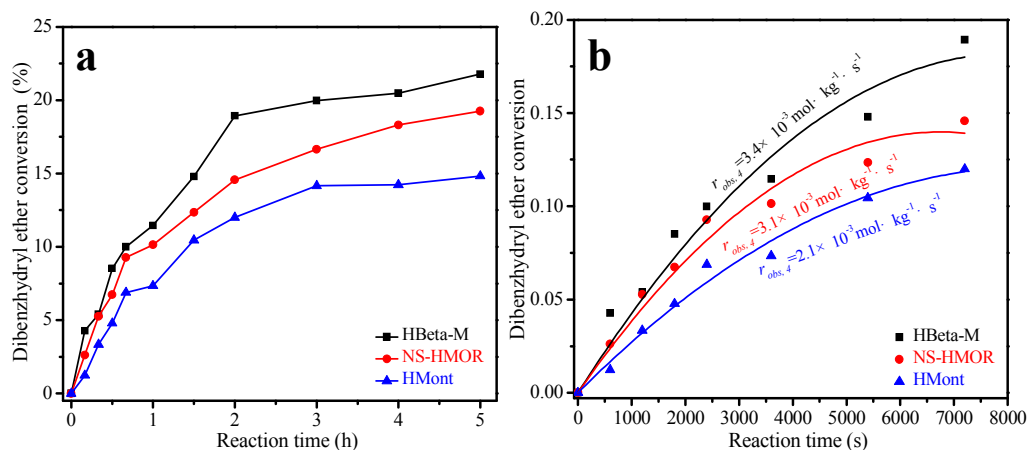 a
25
20
15
10
5
0
Dibenzhydryl ether conversion (%)
HBeta-M
NS-HMOR
HMont
0 1 2 3 4 5
Reaction time (h)
b
0.20
0.15
0.10
0.05
0.00
Dibenzhydryl ether conversion
r_obs, 4=3.4× 10^-3 mol· kg^-1· s^-1
r_obs, 4=3.1× 10^-3 mol· kg^-1· s^-1
r_obs, 4=2.1× 10^-3 mol· kg^-1· s^-1
HBeta-M
NS-HMOR
HMont
0 1000 2000 3000 4000 5000 6000 7000 8000
Reaction time (s)